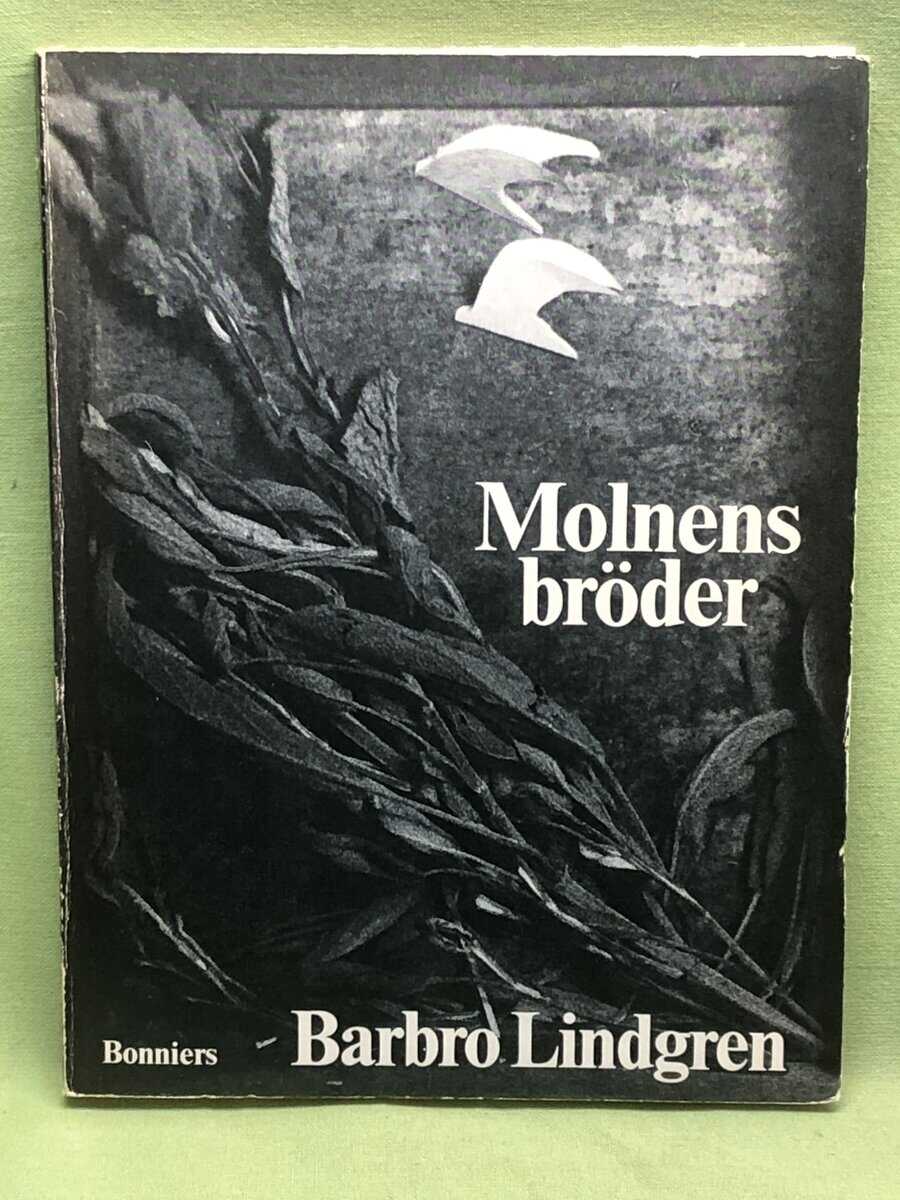 Molnens
bröder
Bonniers
Barbro Lindgren